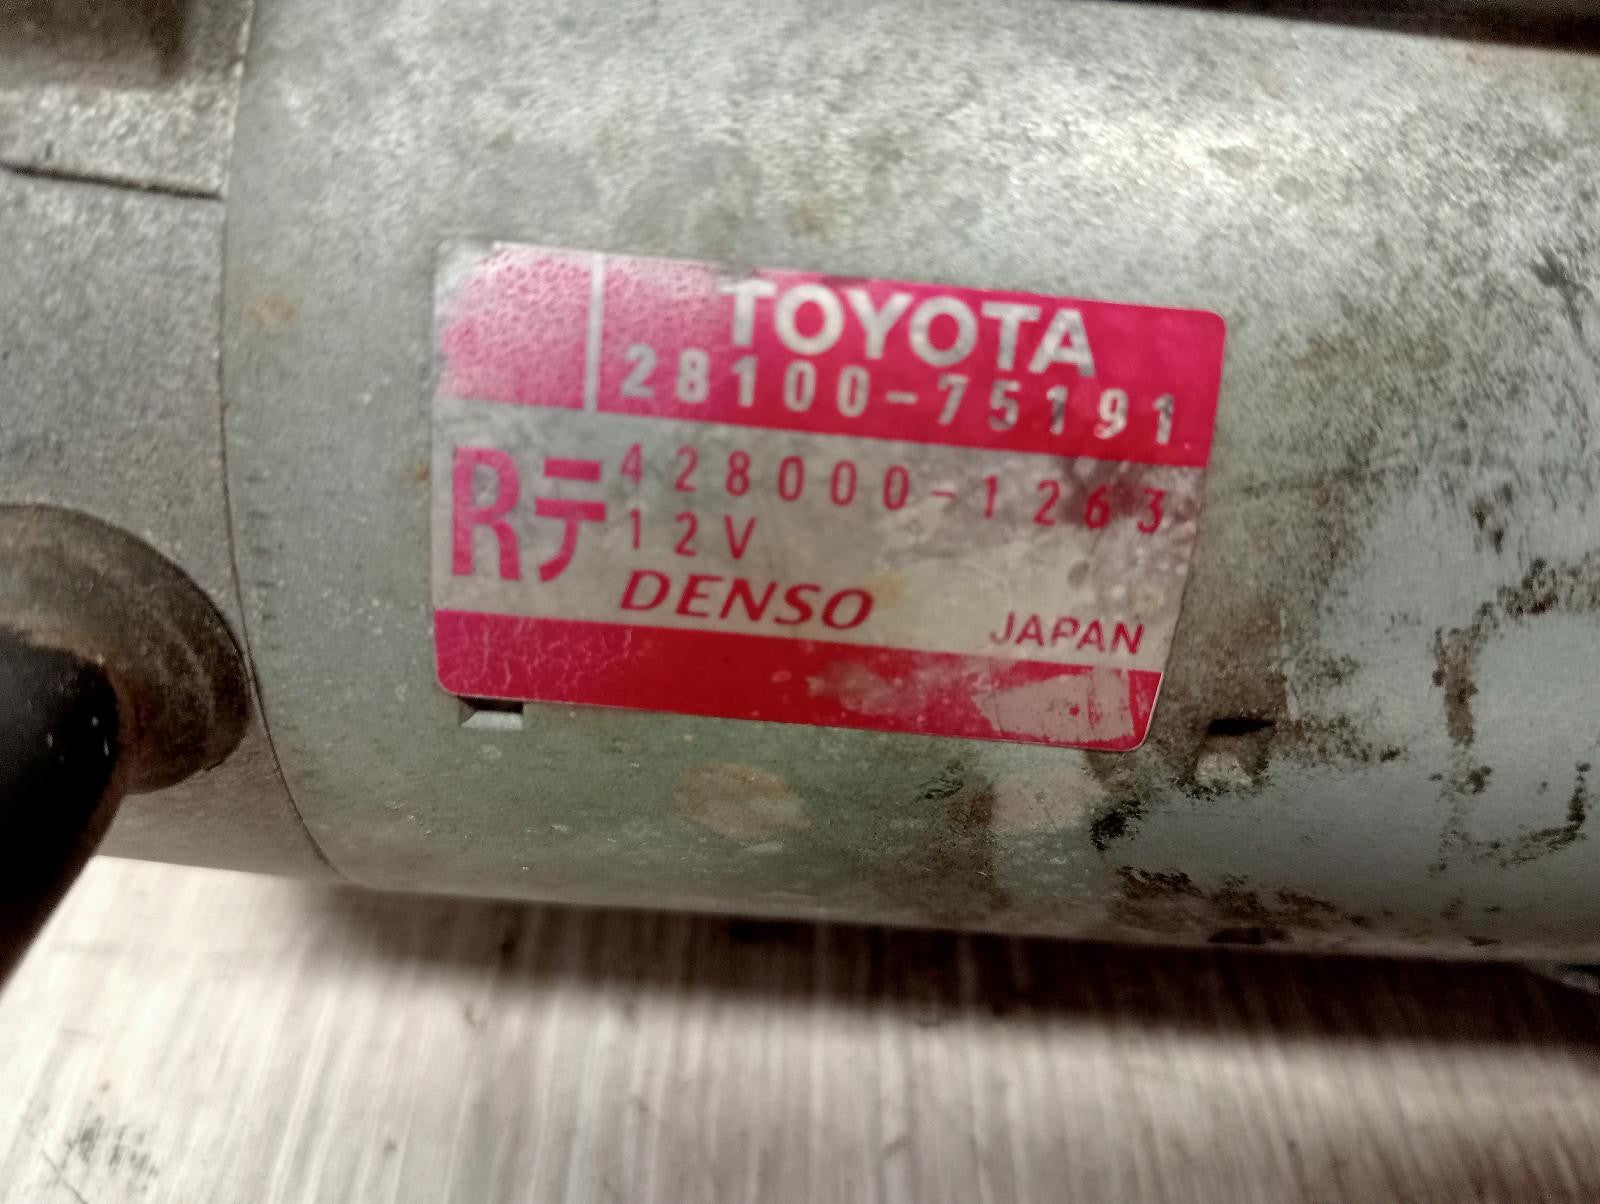 TOYOTA
28100-75191
Rテ
428000-1263
12V
DENSO
JAPAN